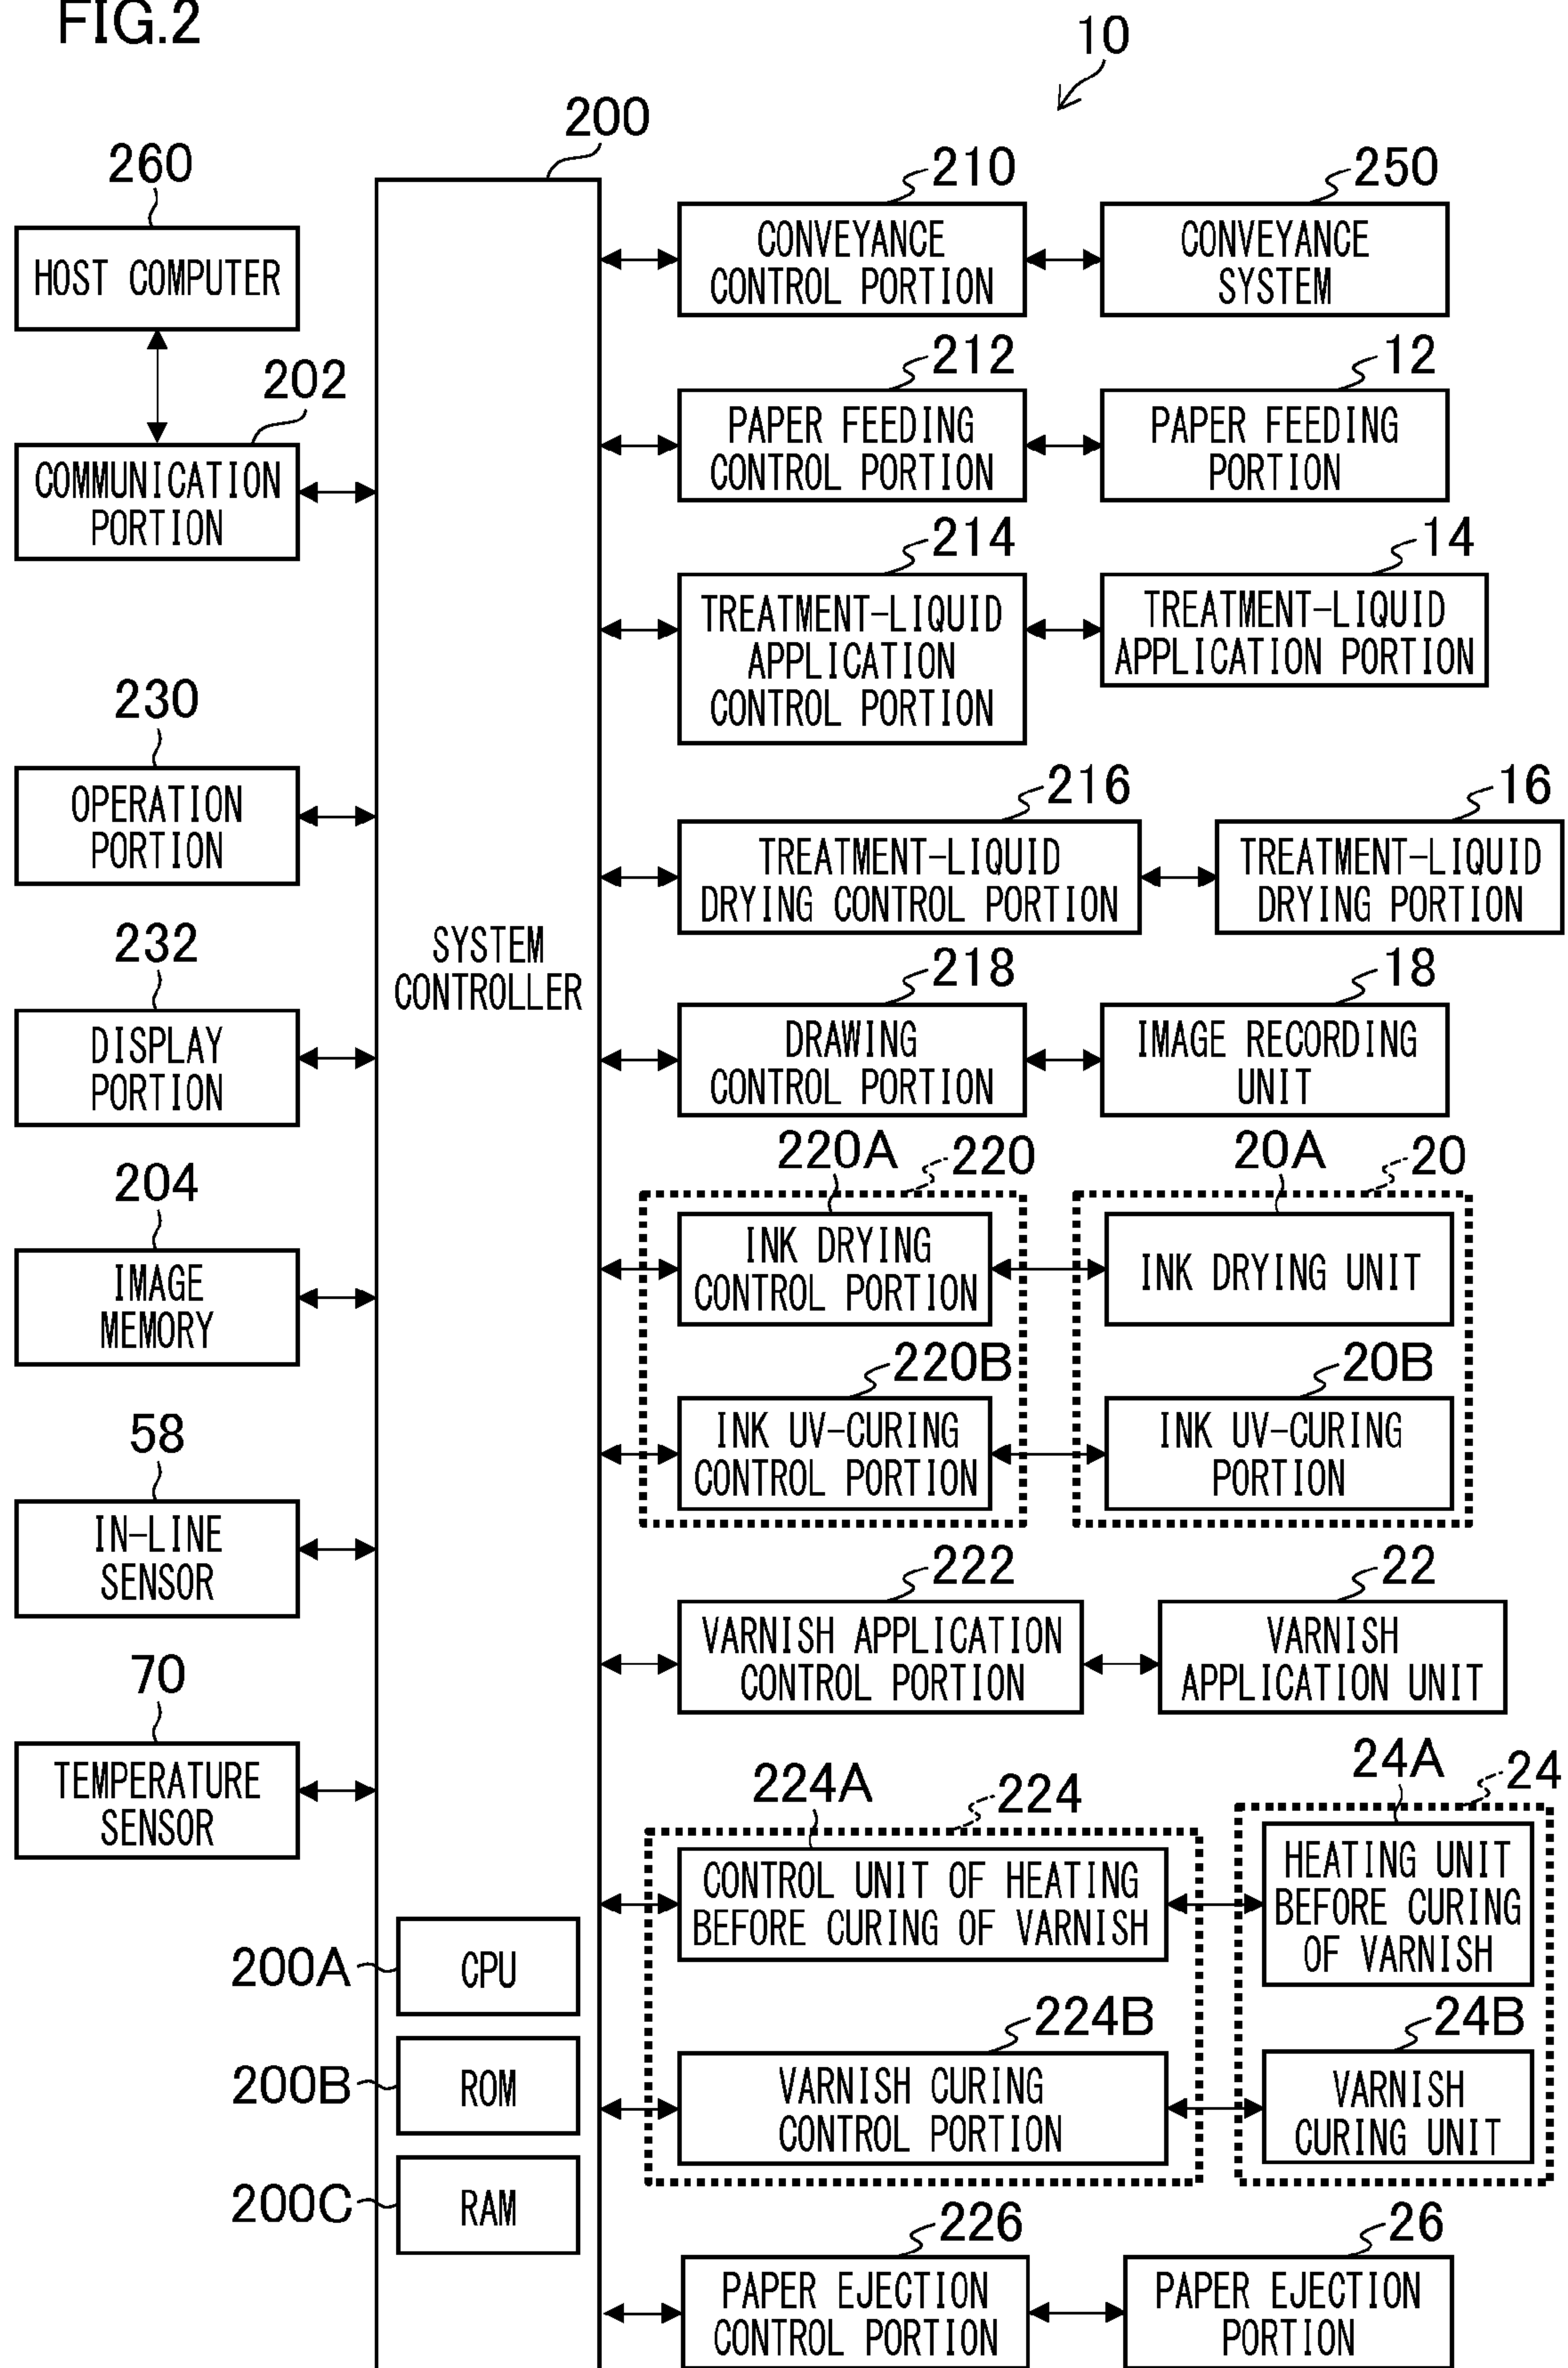 FIG.2
10
200
260
HOST COMPUTER
202
COMMUNICATION
PORTION
230
OPERATION
PORTION
232
DISPLAY
PORTION
204
IMAGE
MEMORY
58
IN-LINE
SENSOR
70
TEMPERATURE
SENSOR
SYSTEM
CONTROLLER
200A
CPU
200B
ROM
200C
RAM
210
CONVEYANCE
CONTROL PORTION
250
CONVEYANCE
SYSTEM
212
PAPER FEEDING
CONTROL PORTION
12
PAPER FEEDING
PORTION
214
TREATMENT-LIQUID
APPLICATION
CONTROL PORTION
14
TREATMENT-LIQUID
APPLICATION PORTION
216
TREATMENT-LIQUID
DRYING CONTROL PORTION
16
TREATMENT-LIQUID
DRYING PORTION
218
DRAWING
CONTROL PORTION
18
IMAGE RECORDING
UNIT
220A
220
INK DRYING
CONTROL PORTION
20A
20
INK DRYING UNIT
220B
INK UV-CURING
CONTROL PORTION
20B
INK UV-CURING
PORTION
222
VARNISH APPLICATION
CONTROL PORTION
22
VARNISH
APPLICATION UNIT
224A
224
CONTROL UNIT OF HEATING
BEFORE CURING OF VARNISH
24A
24
HEATING UNIT
BEFORE CURING
OF VARNISH
224B
VARNISH CURING
CONTROL PORTION
24B
VARNISH
CURING UNIT
226
PAPER EJECTION
CONTROL PORTION
26
PAPER EJECTION
PORTION